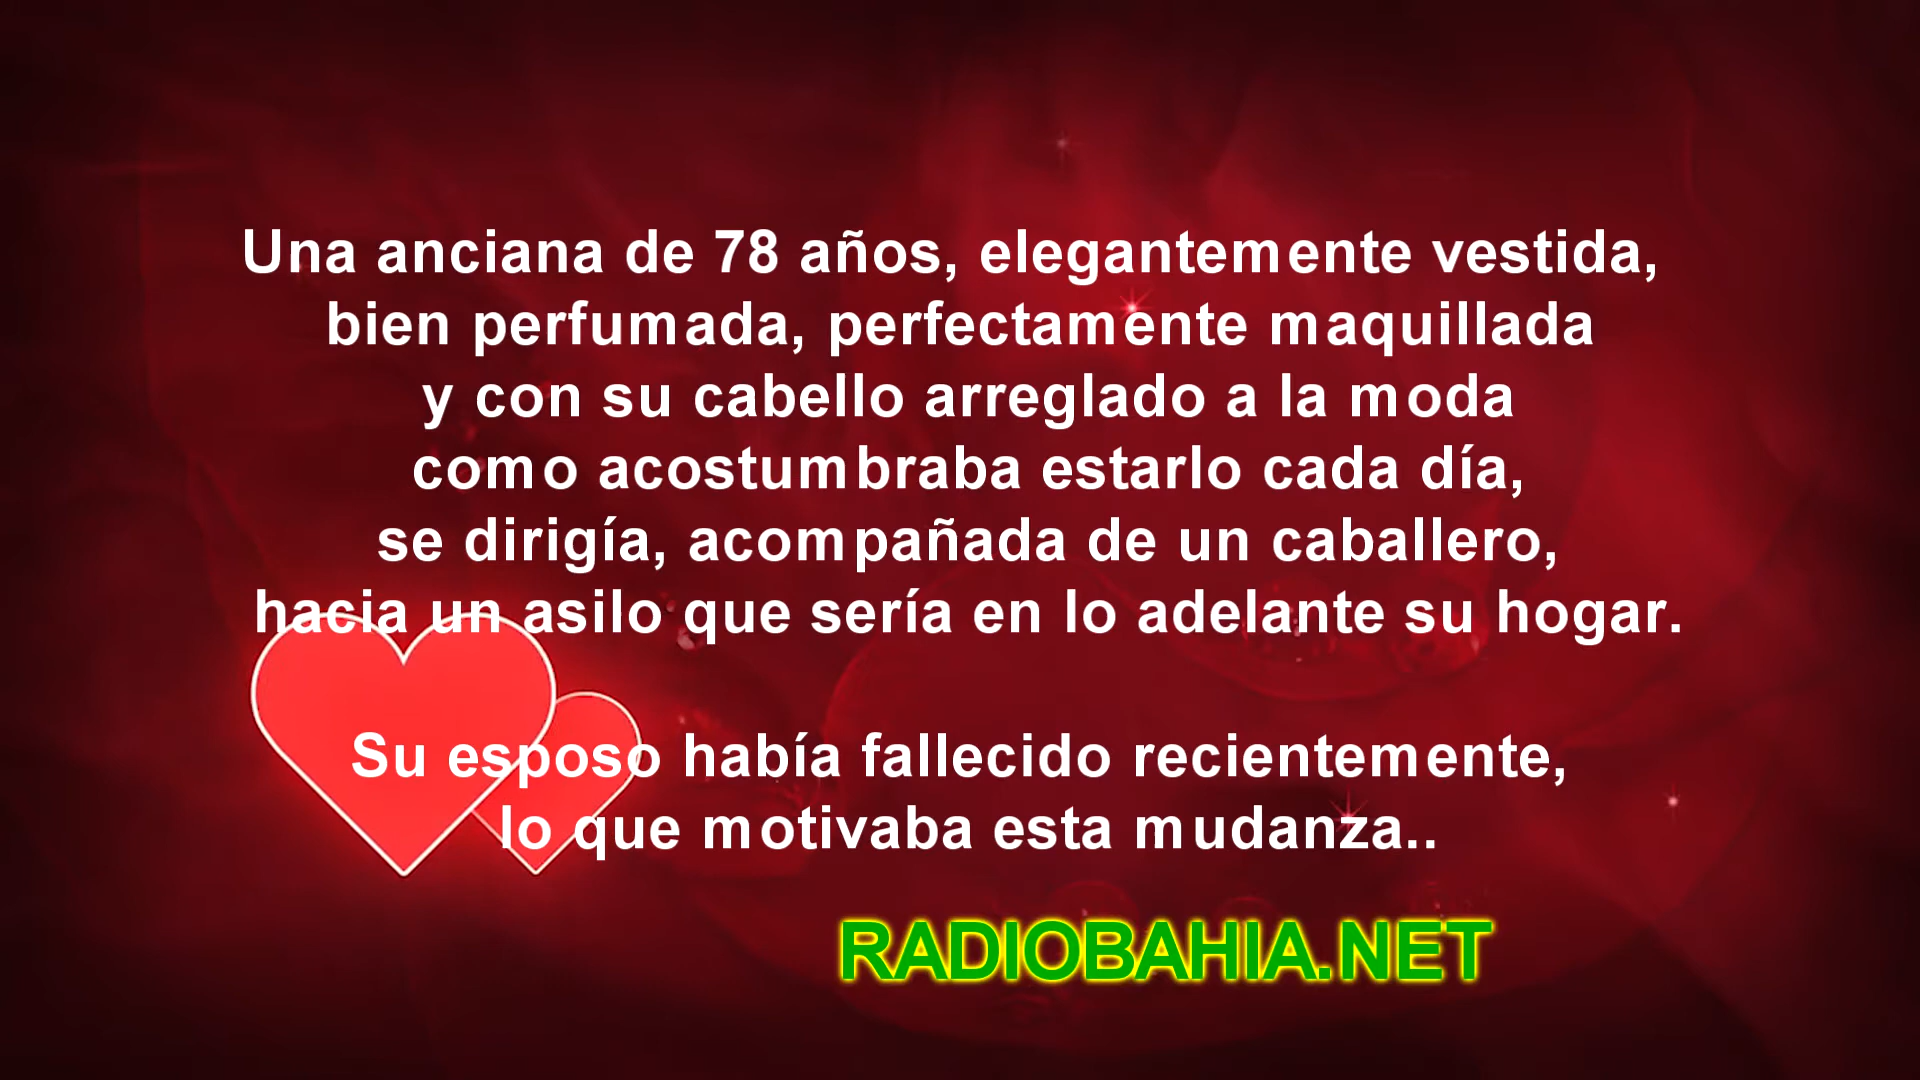 Una anciana de 78 años, elegantemente vestida,
bien perfumada, perfectamente maquillada
y con su cabello arreglado a la moda
como acostumbraba estarlo cada día,
se dirigía, acompañada de un caballero,
hacia un asilo que sería en lo adelante su hogar.
Su esposo había fallecido recientemente,
lo que motivaba esta mudanza..
RADIOBAHIA.NET